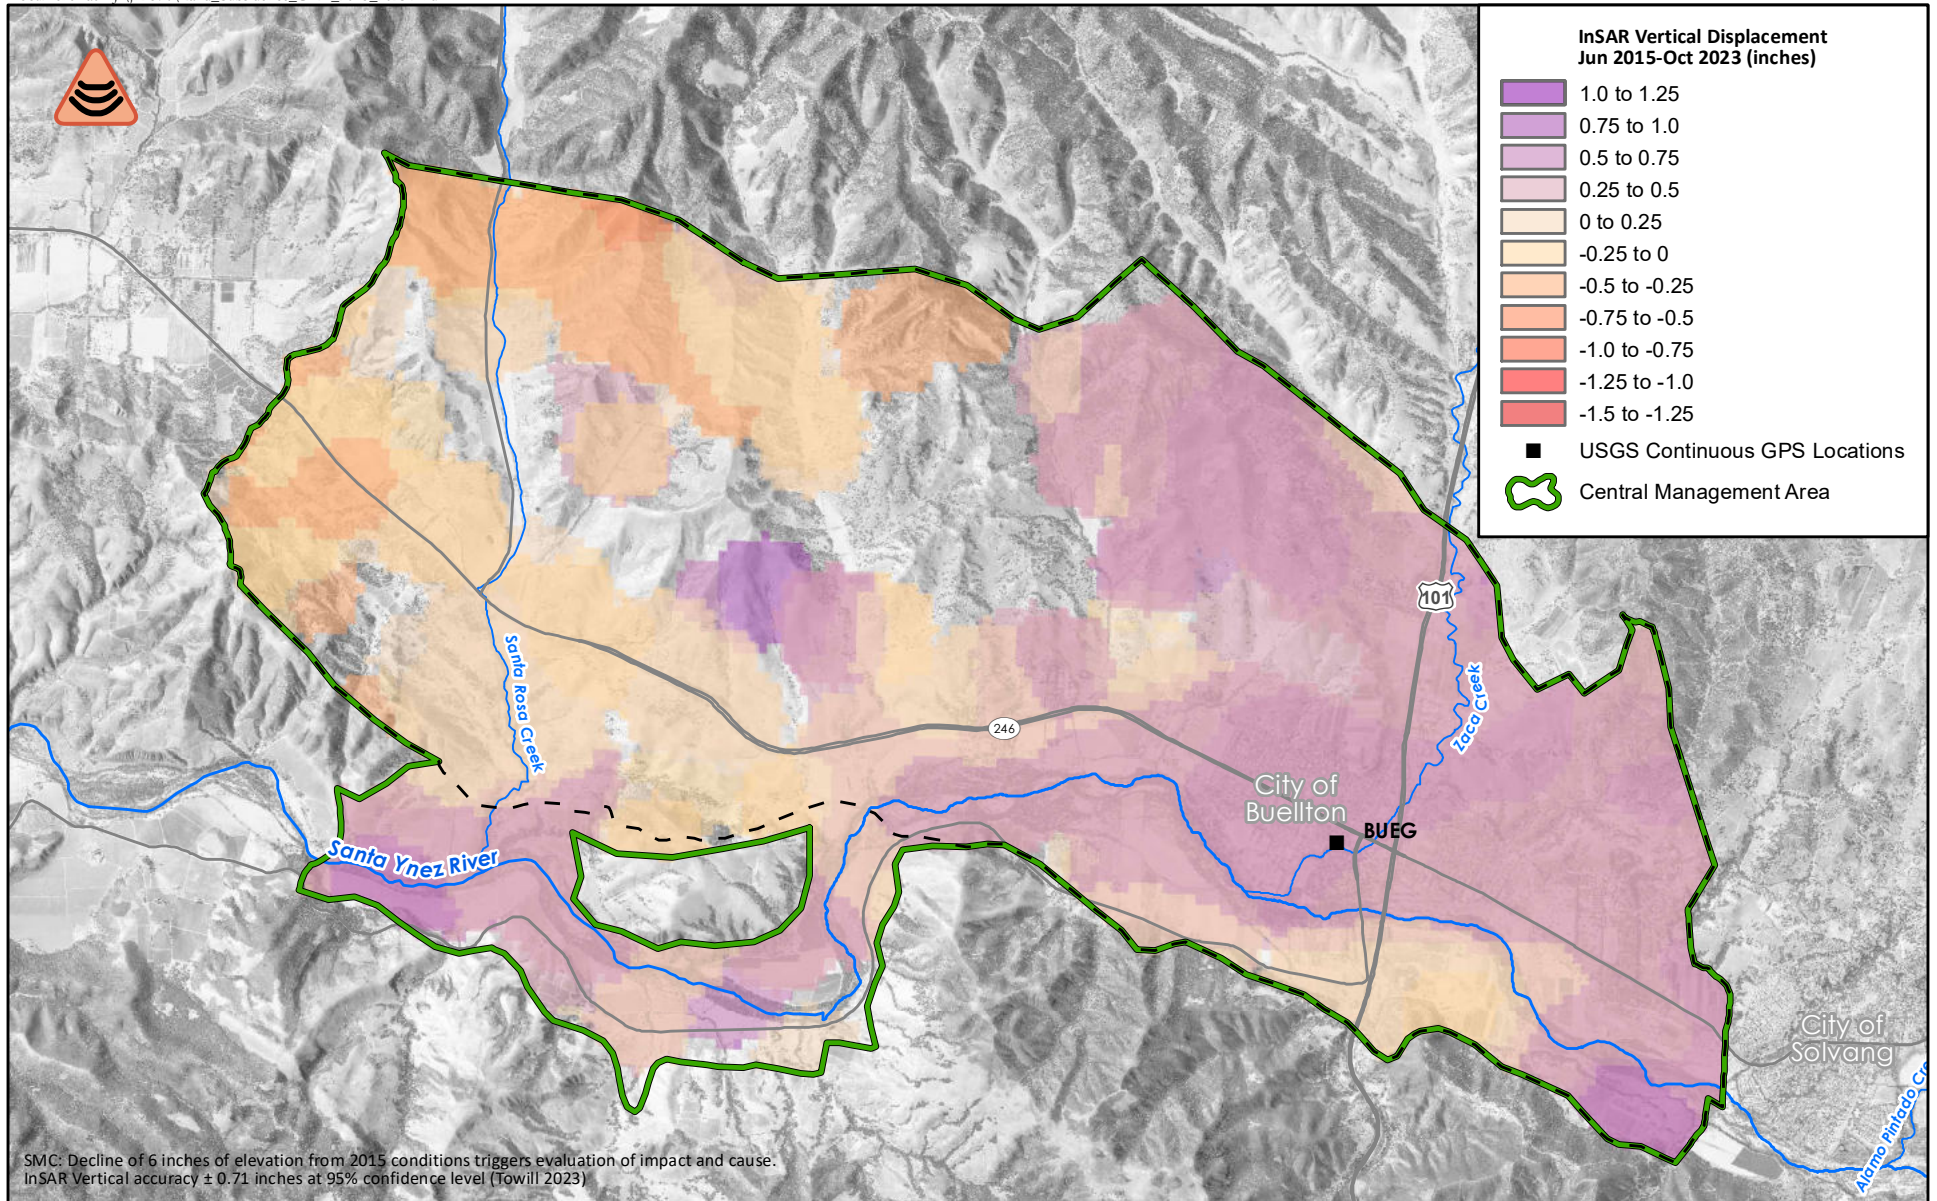 InSAR Vertical Displacement
Jun 2015-Oct 2023 (inches)
1.0 to 1.25
0.75 to 1.0
0.5 to 0.75
0.25 to 0.5
0 to 0.25
-0.25 to 0
-0.5 to -0.25
-0.75 to -0.5
-1.0 to -0.75
-1.25 to -1.0
-1.5 to -1.25
USGS Continuous GPS Locations
Central Management Area
101
Santa Rosa Creek
Zaca Creek
246
City of
Buellton
BUEG
Santa Ynez River
City of
Solvang
Alamo Pintado Cre
SMC: Decline of 6 inches of elevation from 2015 conditions triggers evaluation of impact and cause.
InSAR Vertical accuracy ± 0.71 inches at 95% confidence level (Towill 2023)